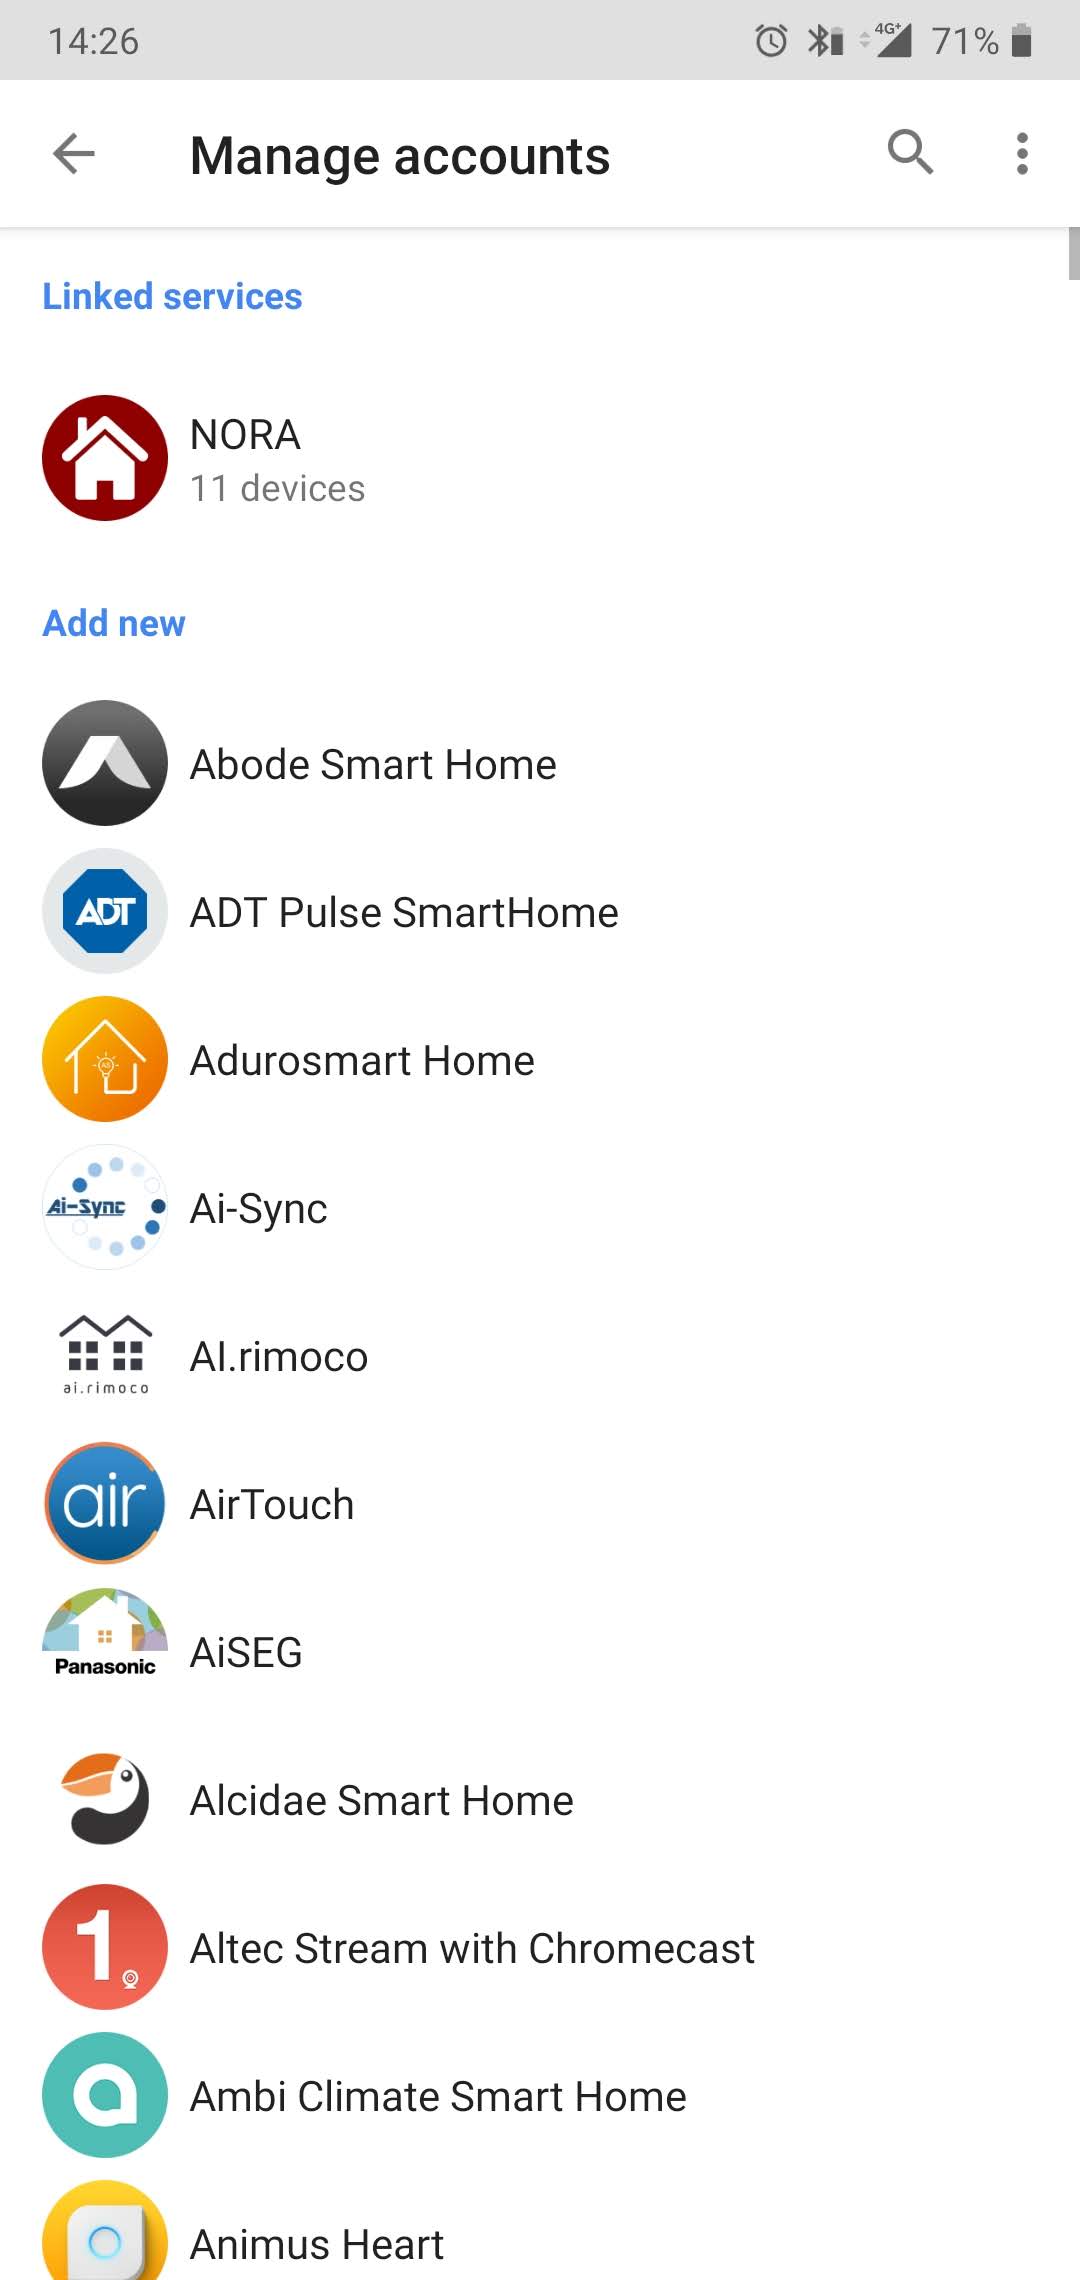 14:26
4G+ 71%
Manage accounts
Linked services
NORA
11 devices
Add new
Abode Smart Home
ADT
ADT Pulse SmartHome
AS
Adurosmart Home
Ai-Sync
Ai-Sync
AI.rimoco
ai.rimoco
air
AirTouch
Panasonic
AiSEG
Alcidae Smart Home
1
Altec Stream with Chromecast
a
Ambi Climate Smart Home
Animus Heart